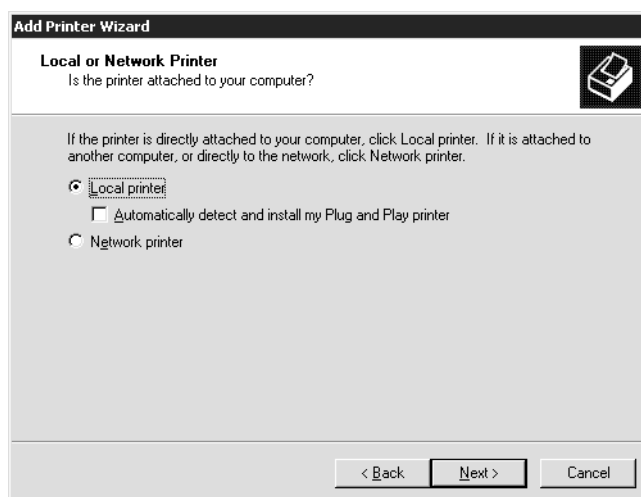 Add Printer Wizard
Local or Network Printer
Is the printer attached to your computer?
If the printer is directly attached to your computer, click Local printer. If it is attached to
another computer, or directly to the network, click Network printer.
Local printer
Automatically detect and install my Plug and Play printer
Network printer
< Back Next > Cancel